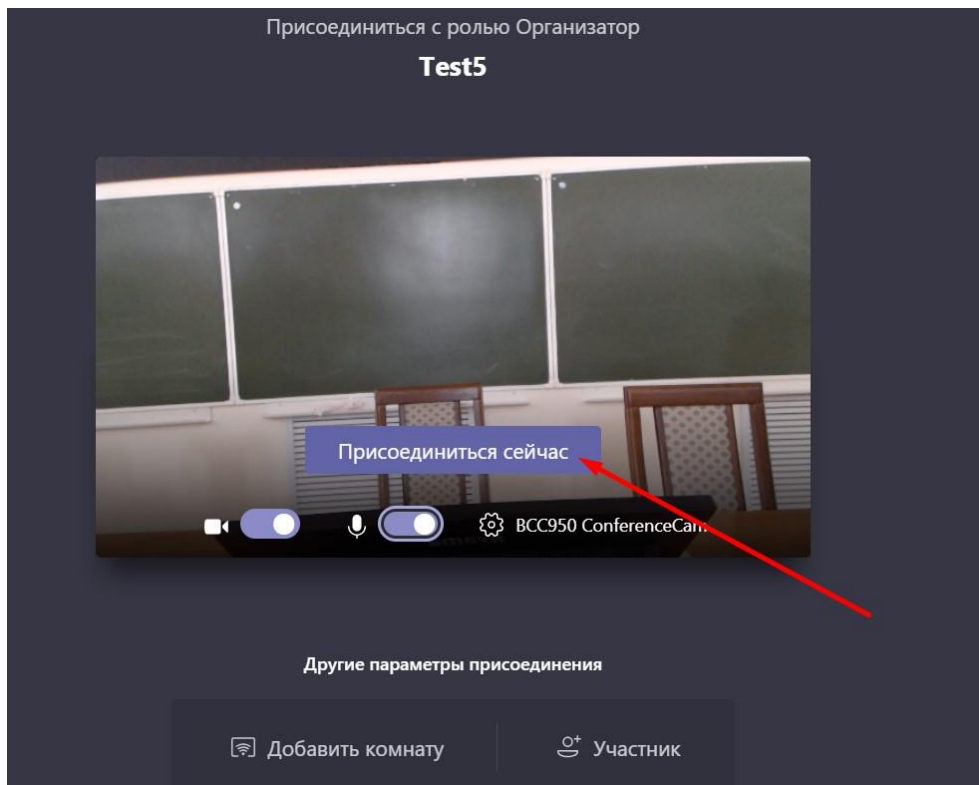 Присоединиться с ролью Организатор
Test5
Присоединиться сейчас
BCC950 ConferenceCam
Другие параметры присоединения
Добавить комнату
Участник